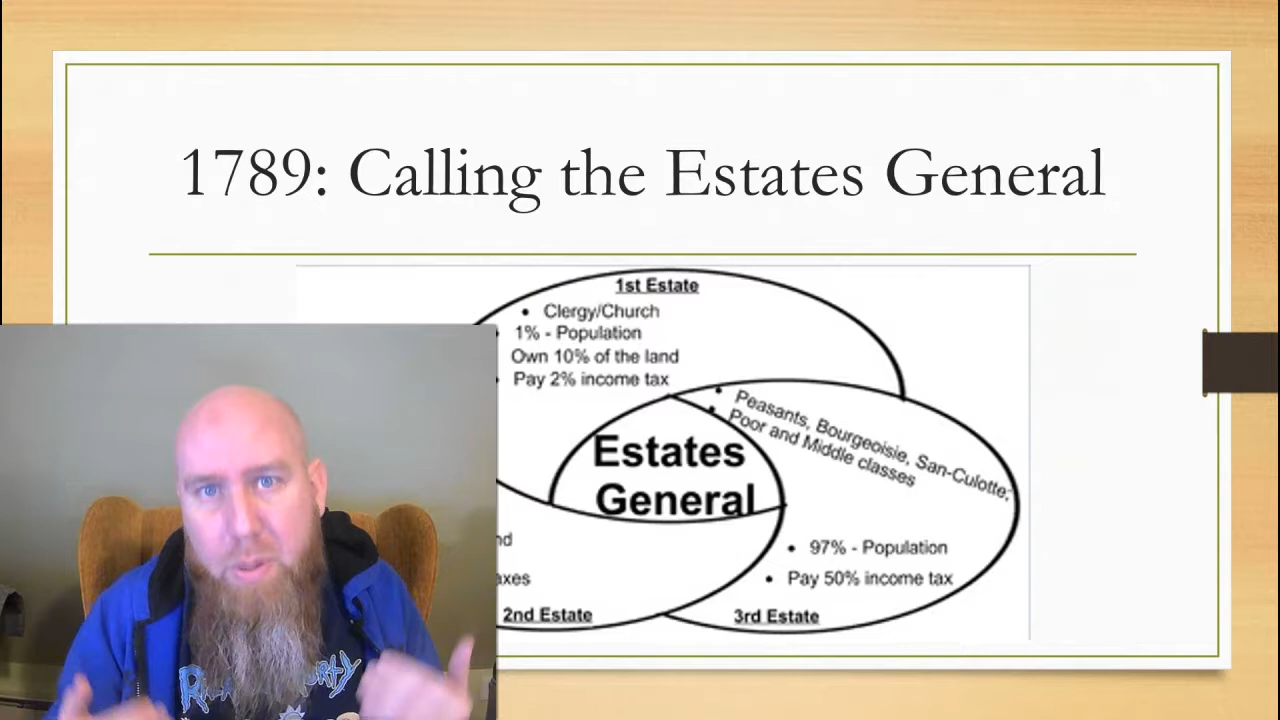 1789: Calling the Estates General
1st Estate
• Clergy/Church
1% - Population
Own 10% of the land
• Pay 2% income tax
• Peasants, Bourgeoisie, San-Culotte;
• Poor and Middle classes
Estates
General
• 97% - Population
• Pay 50% income tax
2nd Estate
3rd Estate